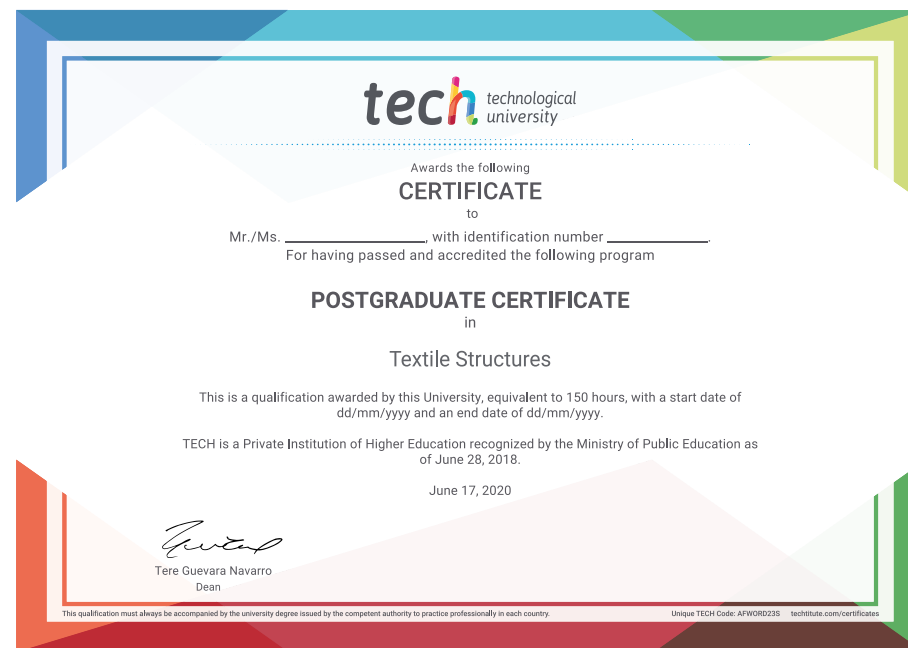 tech technological
university
Awards the following
CERTIFICATE
to
Mr./Ms. ____________________, with identification number ______________.
For having passed and accredited the following program
POSTGRADUATE CERTIFICATE
in
Textile Structures
This is a qualification awarded by this University, equivalent to 150 hours, with a start date of
dd/mm/yyyy and an end date of dd/mm/yyyy.
TECH is a Private Institution of Higher Education recognized by the Ministry of Public Education as
of June 28, 2018.
June 17, 2020
Tere Guevara Navarro
Dean
This qualification must always be accompanied by the university degree issued by the competent authority to practice professionally in each country. Unique TECH Code: AFWORD23S techtitute.com/certificates